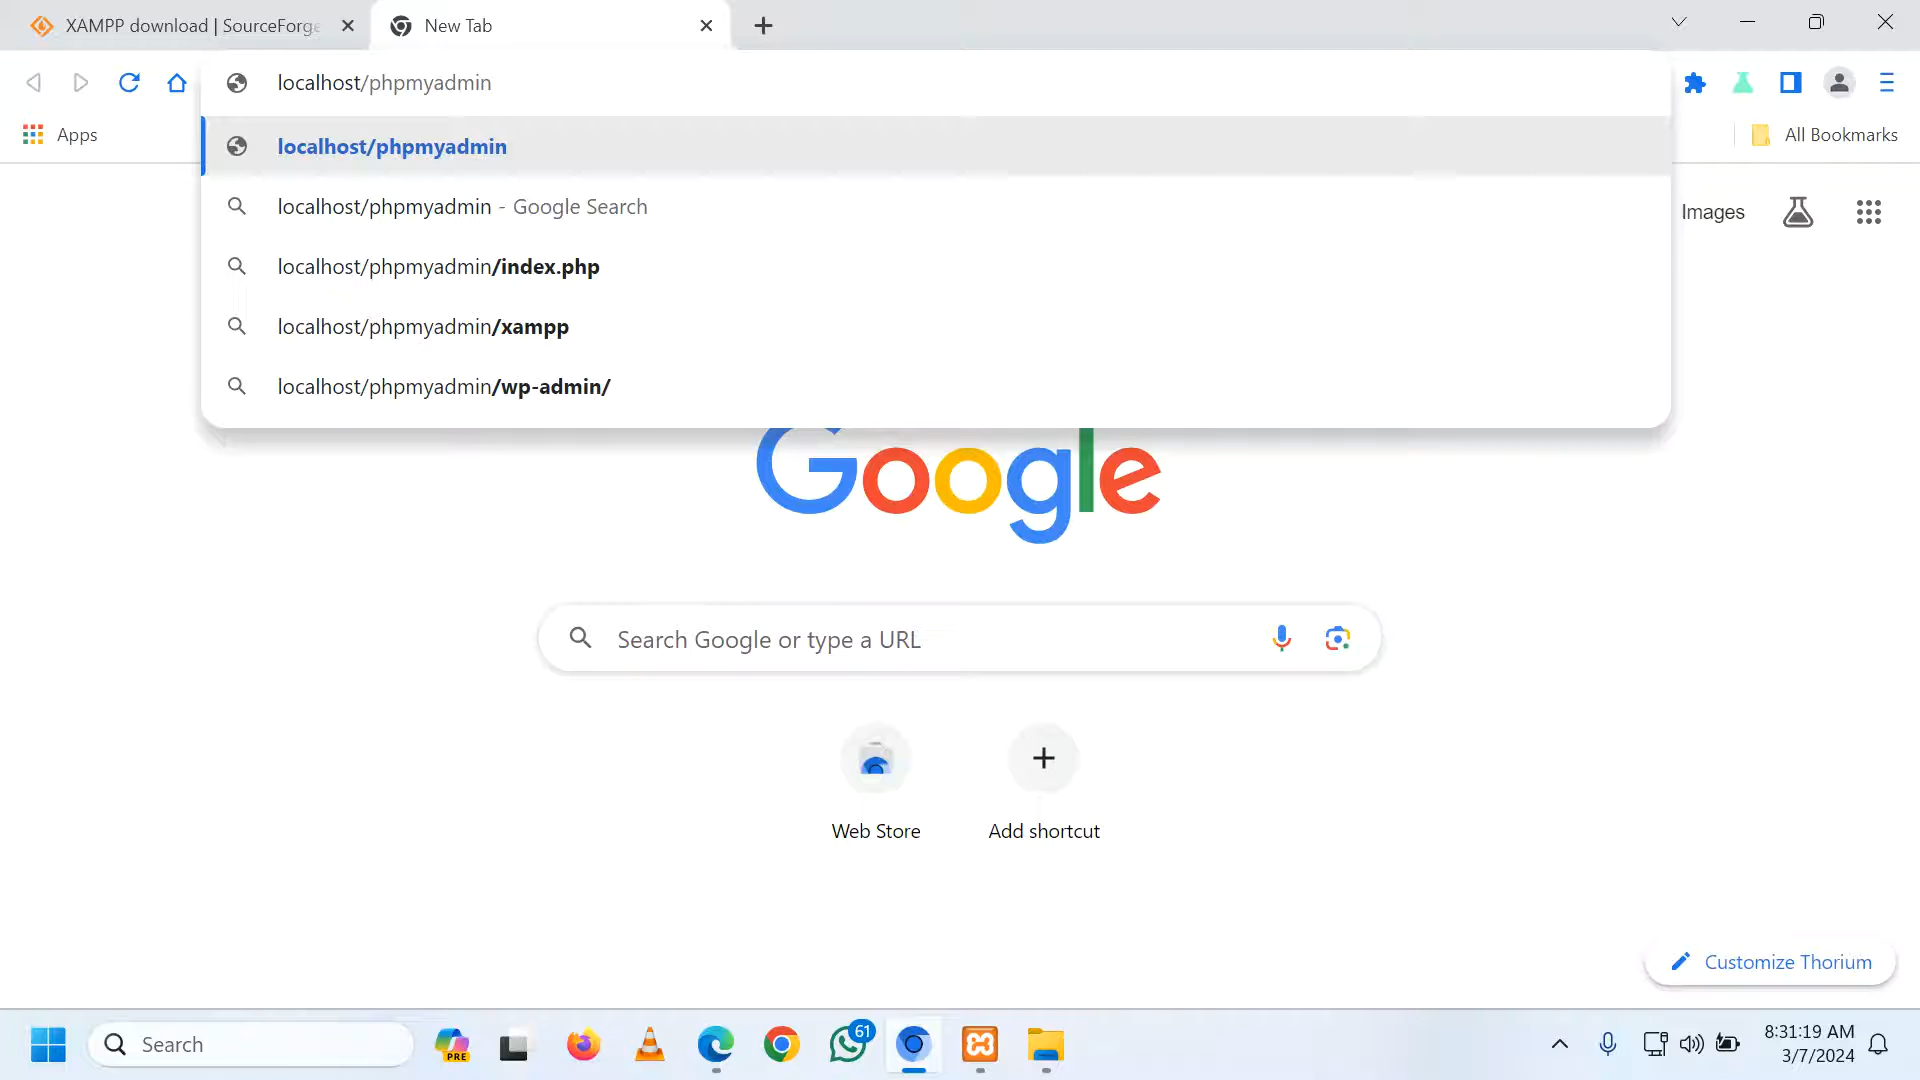 XAMPP download | SourceForge
New Tab
localhost/phpmyadmin
Apps
All Bookmarks
localhost/phpmyadmin
localhost/phpmyadmin - Google Search
localhost/phpmyadmin/index.php
localhost/phpmyadmin/xampp
localhost/phpmyadmin/wp-admin/
Images
Google
Search Google or type a URL
Web Store
Add shortcut
Customize Thorium
Search
PRE
61
8:31:19 AM
3/7/2024